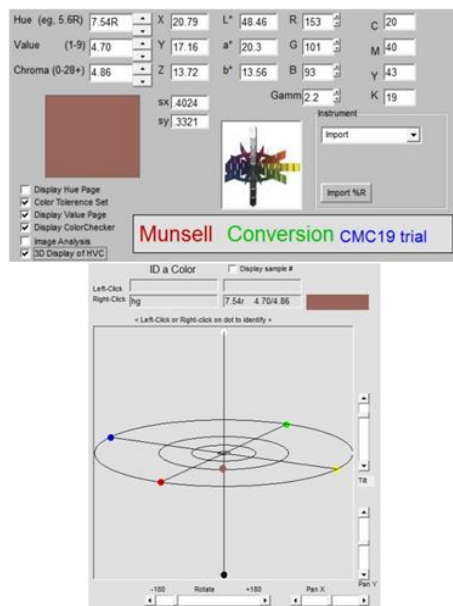 Hue (eg, 5.6R) 7.54R X 20.79 L* 48.46 R 153 C 20
Value (1-9) 4.70 Y 17.16 a* 20.3 G 101 M 40
Chroma (0-28+) 4.86 Z 13.72 b* 13.56 B 93 Y 43
sx .4024 Gamm 2.2 K 19
sy .3321
Instrument
Import
Import %R
Display Hue Page
Color Tolerence Set
Display Value Page
Display ColorChecker
Image Analysis
3D Display of HVC
Munsell Conversion CMC19 trial
ID a Color Display sample #
Left-Click
Right-Click hg 7.54r 4.70/4.86
< Left-Click or Right-click on dot to identify >
Tilt
Pan Y
-180 Rotate +180 Pan X